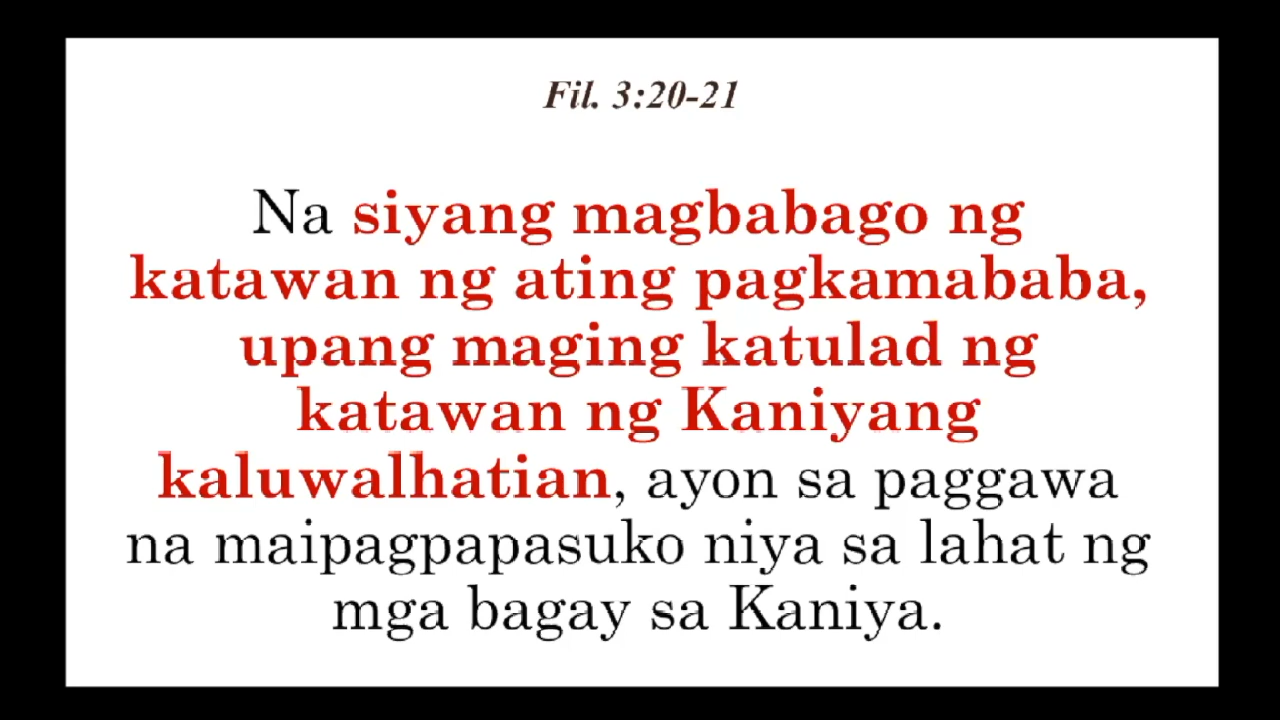 Fil. 3:20-21
Na siyang magbabago ng
katawan ng ating pagkamababa,
upang maging katulad ng
katawan ng Kaniyang
kaluwalhatian, ayon sa paggawa
na maipagpapasuko niya sa lahat ng
mga bagay sa Kaniya.